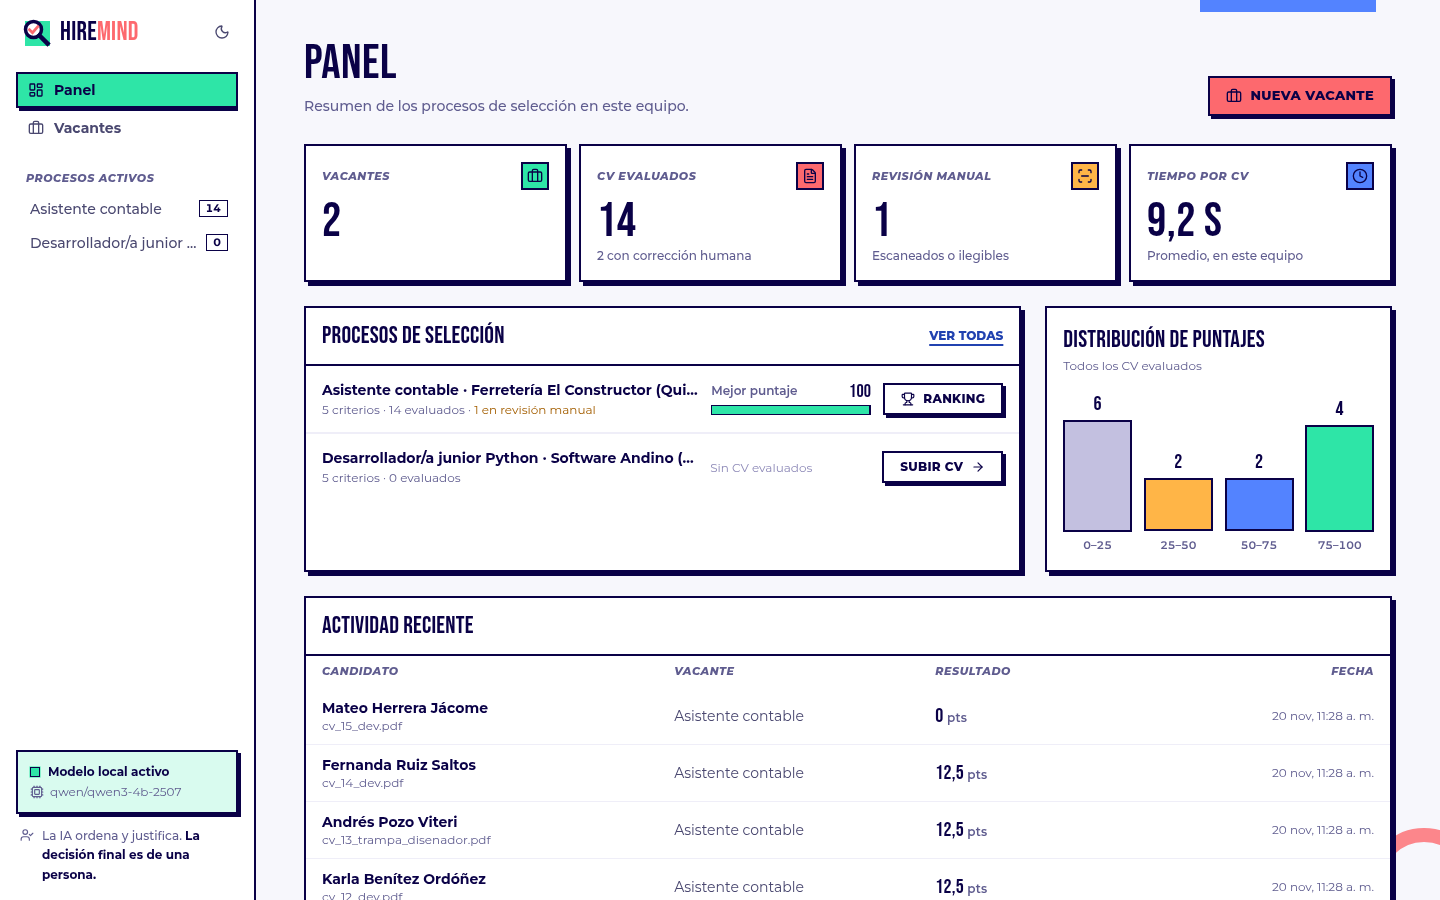 HIREMIND
Panel
Vacantes
PROCESOS ACTIVOS
Asistente contable 14
Desarrollador/a junior ... 0
Modelo local activo
qwen/qwen3-4b-2507
La IA ordena y justifica. La
decisión final es de una
persona.
PANEL
Resumen de los procesos de selección en este equipo.
NUEVA VACANTE
VACANTES
2
CV EVALUADOS
14
2 con corrección humana
REVISIÓN MANUAL
1
Escaneados o ilegibles
TIEMPO POR CV
9,2 S
Promedio, en este equipo
PROCESOS DE SELECCIÓN
VER TODAS
Asistente contable · Ferretería El Constructor (Qui...
5 criterios · 14 evaluados · 1 en revisión manual
Mejor puntaje 100
RANKING
Desarrollador/a junior Python · Software Andino (...
5 criterios · 0 evaluados
Sin CV evaluados
SUBIR CV
DISTRIBUCIÓN DE PUNTAJES
Todos los CV evaluados
6 2 2 4
0–25 25–50 50–75 75–100
ACTIVIDAD RECIENTE
CANDIDATO VACANTE RESULTADO FECHA
Mateo Herrera Jácome
cv_15_dev.pdf
Asistente contable 0 pts 20 nov, 11:28 a. m.
Fernanda Ruiz Saltos
cv_14_dev.pdf
Asistente contable 12,5 pts 20 nov, 11:28 a. m.
Andrés Pozo Viteri
cv_13_trampa_disenador.pdf
Asistente contable 12,5 pts 20 nov, 11:28 a. m.
Karla Benítez Ordóñez
cv_12_dev.pdf
Asistente contable 12,5 pts 20 nov, 11:28 a. m.